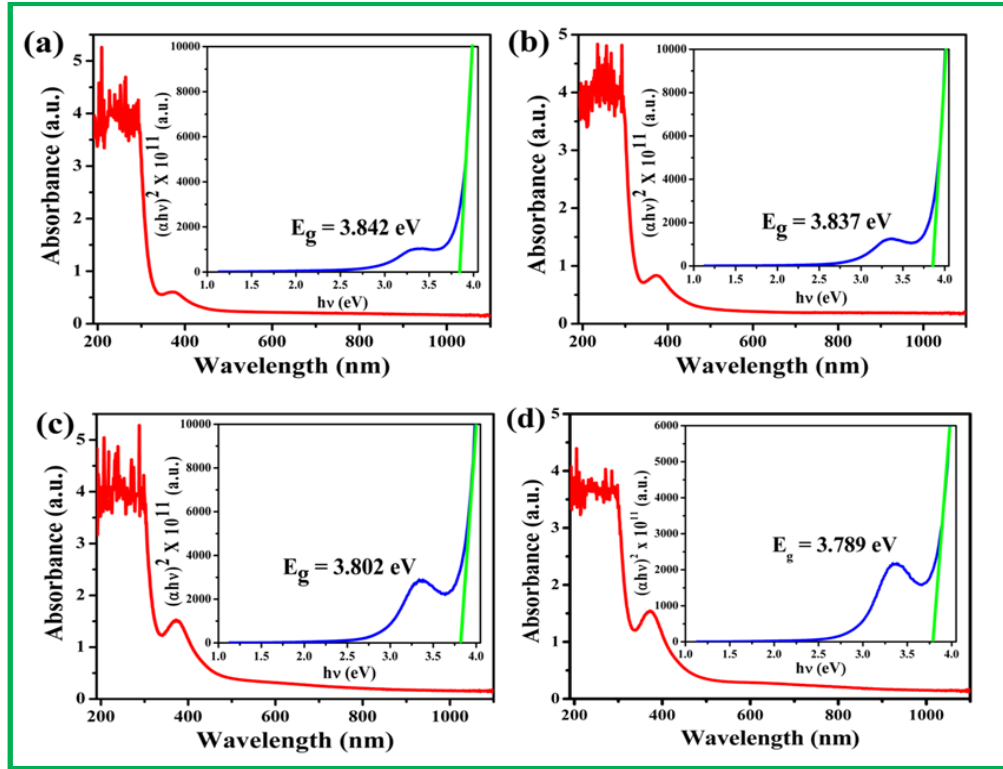 (a)
Absorbance (a.u.)
5
4
3
2
1
0
200 400 600 800 1000
Wavelength (nm)
(αhν)² X 10¹¹ (a.u.)
10000
8000
6000
4000
2000
0
1.0 1.5 2.0 2.5 3.0 3.5 4.0
hν (eV)
Eg = 3.842 eV
(b)
Absorbance (a.u.)
5
4
3
2
1
0
200 400 600 800 1000
Wavelength (nm)
(αhν)² X 10¹¹ (a.u.)
10000
8000
6000
4000
2000
0
1.0 1.5 2.0 2.5 3.0 3.5 4.0
hν (eV)
Eg = 3.837 eV
(c)
Absorbance (a.u.)
5
4
3
2
1
0
200 400 600 800 1000
Wavelength (nm)
(αhν)² X 10¹¹ (a.u.)
10000
8000
6000
4000
2000
0
1.0 1.5 2.0 2.5 3.0 3.5 4.0
hν (eV)
Eg = 3.802 eV
(d)
Absorbance (a.u.)
5
4
3
2
1
0
200 400 600 800 1000
Wavelength (nm)
(αhν)² x 10¹¹ (a.u.)
6000
5000
4000
3000
2000
1000
0
1.0 1.5 2.0 2.5 3.0 3.5 4.0
hν (eV)
Eg = 3.789 eV